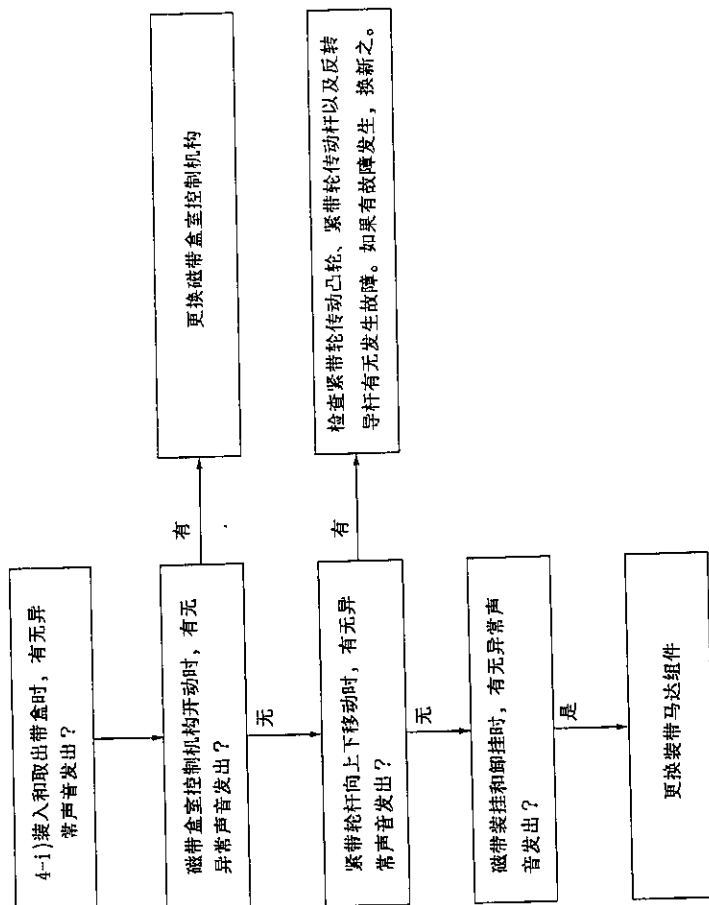 4-i)装入和取出带盒时，有无异
常声音发出？
磁带盒室控制机构开动时，有无
异常声音发出？
有
更换磁带盒室控制机构
无
紧带轮杆向上下移动时，有无异
常声音发出？
有
检查紧带轮传动凸轮、紧带轮传动杆以及反转
导杆有无发生故障。如果有故障发生，换新之。
无
磁带装挂和卸挂时，有无异常声
音发出？
是
更换装带马达组件